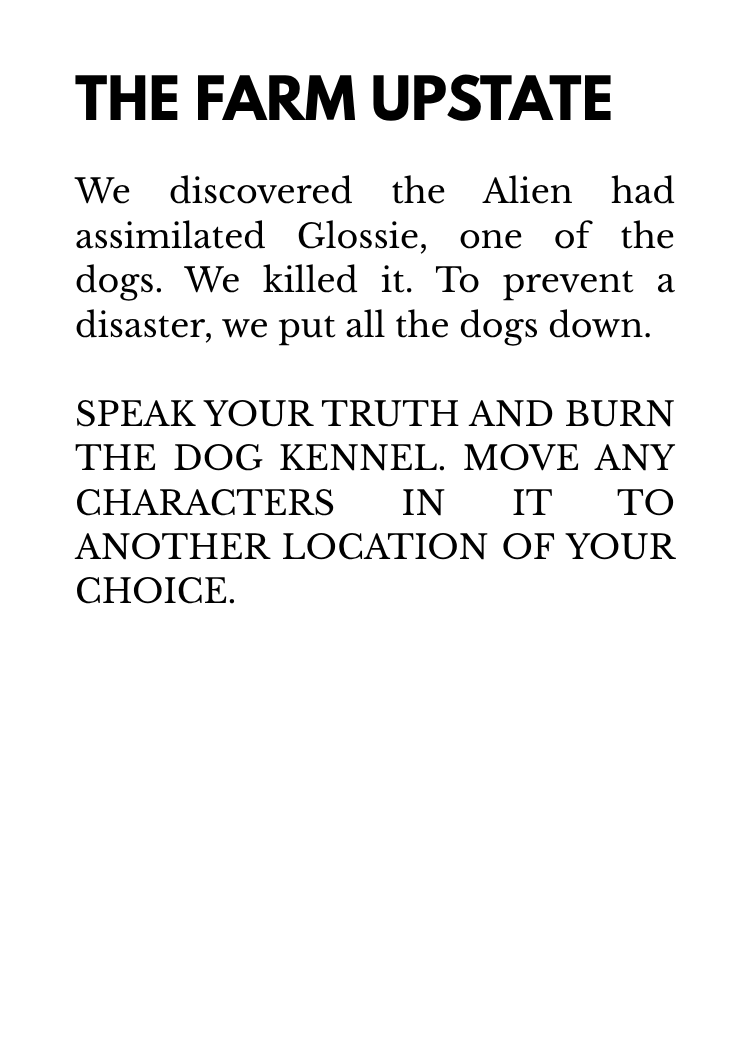 THE FARM UPSTATE
We discovered the Alien had
assimilated Glossie, one of the
dogs. We killed it. To prevent a
disaster, we put all the dogs down.
SPEAK YOUR TRUTH AND BURN
THE DOG KENNEL. MOVE ANY
CHARACTERS IN IT TO
ANOTHER LOCATION OF YOUR
CHOICE.